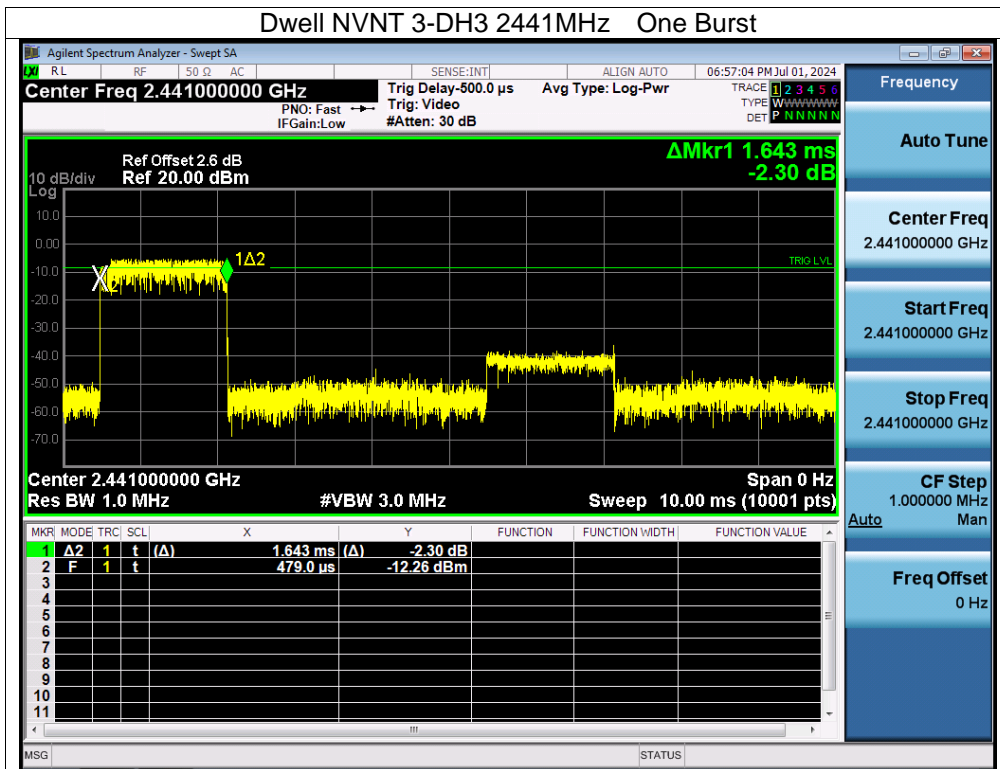 Dwell NVNT 3-DH3 2441MHz One Burst
Agilent Spectrum Analyzer - Swept SA
LXI RL RF 50 Ω AC SENSE:INT ALIGN AUTO 06:57:04 PM Jul 01, 2024
Center Freq 2.441000000 GHz
PNO: Fast
IFGain:Low
Trig Delay-500.0 µs
Trig: Video
#Atten: 30 dB
Avg Type: Log-Pwr
TRACE 1 2 3 4 5 6
TYPE WWWWWW
DET P N N N N N
ΔMkr1 1.643 ms
-2.30 dB
Ref Offset 2.6 dB
10 dB/div Ref 20.00 dBm
Log
10.0
0.00
-10.0
-20.0
-30.0
-40.0
-50.0
-60.0
-70.0
X2
1Δ2
TRIG LVL
Center 2.441000000 GHz Span 0 Hz
Res BW 1.0 MHz #VBW 3.0 MHz Sweep 10.00 ms (10001 pts)
MKR MODE TRC SCL X Y FUNCTION FUNCTION WIDTH FUNCTION VALUE
1 Δ2 1 t (Δ) 1.643 ms (Δ) -2.30 dB
2 F 1 t 479.0 µs -12.26 dBm
3
4
5
6
7
8
9
10
11
MSG STATUS
Frequency
Auto Tune
Center Freq
2.441000000 GHz
Start Freq
2.441000000 GHz
Stop Freq
2.441000000 GHz
CF Step
1.000000 MHz
Auto Man
Freq Offset
0 Hz